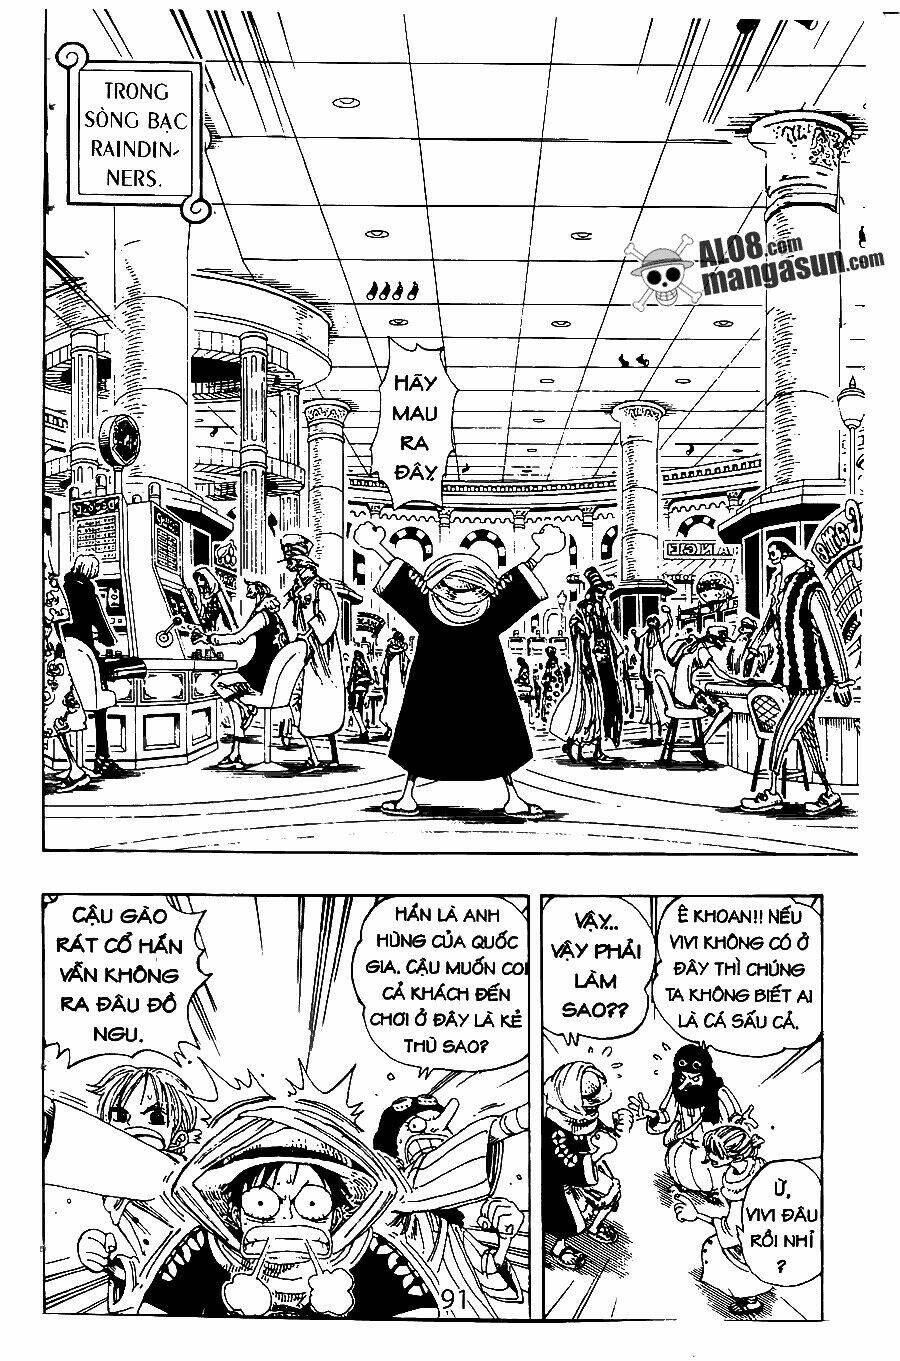 TRONG
SÒNG BẠC
RAINDIN-
NERS.
AL08.com
mangasun.com
HÃY
MAU
RA
ĐÂY.
CẬU GÀO
RÁT CỔ HẮN
VẪN KHÔNG
RA ĐÂU ĐỒ
NGU.
HẮN LÀ ANH
HÙNG CỦA QUỐC
GIA. CẬU MUỐN COI
CẢ KHÁCH ĐẾN
CHƠI Ở ĐÂY LÀ KẺ
THÙ SAO?
VẬY...
VẬY PHẢI
LÀM
SAO??
Ê KHOAN!! NẾU
VIVI KHÔNG CÓ Ở
ĐÂY THÌ CHÚNG
TA KHÔNG BIẾT AI
LÀ CÁ SẤU CẢ.
Ừ,
VIVI ĐÂU
RỒI NHỈ
?
91